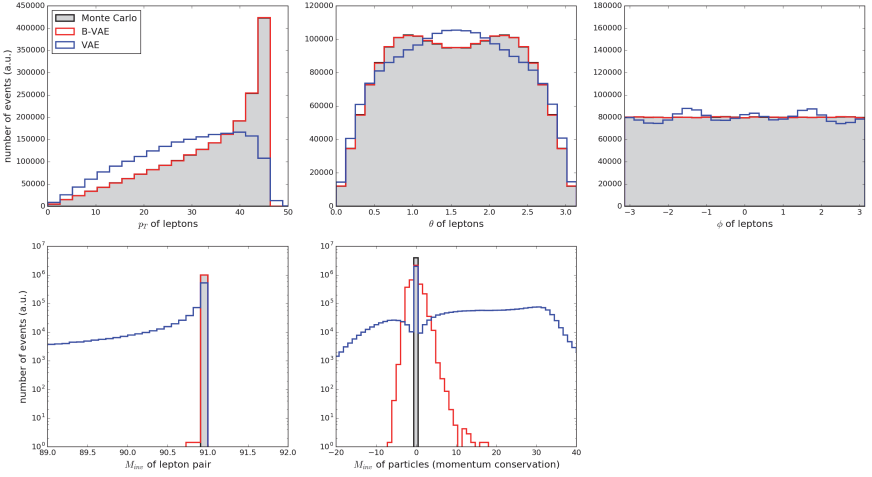 450000
400000
350000
300000
250000
200000
150000
100000
50000
0
0 10 20 30 40 50
number of events (a.u.)
p_T of leptons
Monte Carlo
B-VAE
VAE
120000
100000
80000
60000
40000
20000
0
0.0 0.5 1.0 1.5 2.0 2.5 3.0
θ of leptons
180000
160000
140000
120000
100000
80000
60000
40000
20000
0
−3 −2 −1 0 1 2 3
ϕ of leptons
10^7
10^6
10^5
10^4
10^3
10^2
10^1
10^0
89.0 89.5 90.0 90.5 91.0 91.5 92.0
number of events (a.u.)
M_inv of lepton pair
10^7
10^6
10^5
10^4
10^3
10^2
10^1
10^0
−20 −10 0 10 20 30 40
M_inv of particles (momentum conservation)